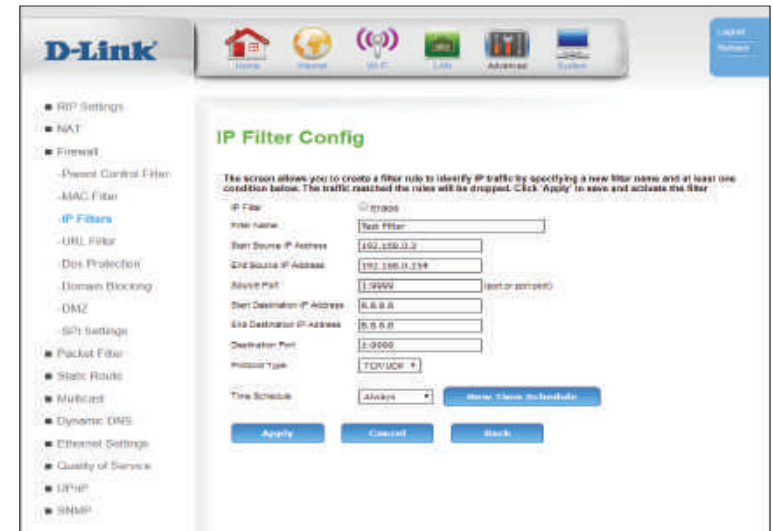 D-Link
Home
Internet
Wi-Fi
LAN
Advanced
System
Logout
Refresh
RIP Settings
NAT
Firewall
-Parent Control Filter
-MAC Filter
-IP Filters
-URL Filter
-Dos Protection
-Domain Blocking
-DMZ
-SPI Settings
Packet Filter
Static Route
Multicast
Dynamic DNS
Ethernet Settings
Quality of Service
UPnP
SNMP
IP Filter Config
The screen allows you to create a filter rule to identify IP traffic by specifying a new filter name and at least one
condition below. The traffic matched the rules will be dropped. Click 'Apply' to save and activate the filter
IP Filter Enable
Filter Name Test Filter
Start Source IP Address 192.168.0.2
End Source IP Address 192.168.0.254
Source Port 1:9999 (port or port:port)
Start Destination IP Address 8.8.8.8
End Destination IP Address 8.8.8.8
Destination Port 1:9999
Protocol Type TCP/UDP
Time Schedule Always New Time Schedule
Apply Cancel Back